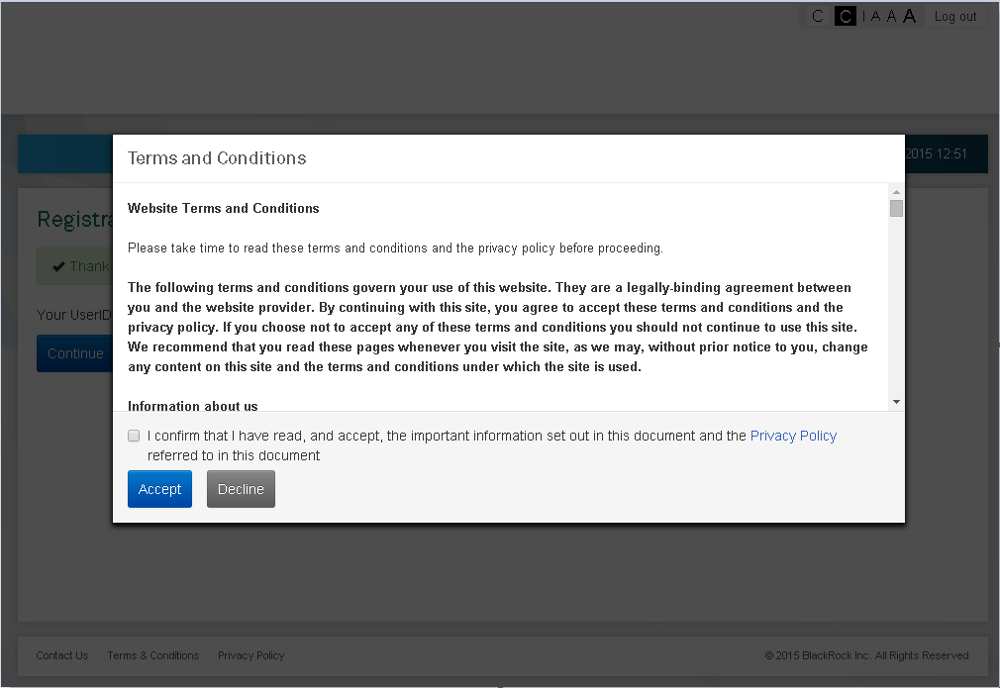 C C | A A A Log out
2015 12:51
Terms and Conditions
Website Terms and Conditions
Please take time to read these terms and conditions and the privacy policy before proceeding.
The following terms and conditions govern your use of this website. They are a legally-binding agreement between
you and the website provider. By continuing with this site, you agree to accept these terms and conditions and the
privacy policy. If you choose not to accept any of these terms and conditions you should not continue to use this site.
We recommend that you read these pages whenever you visit the site, as we may, without prior notice to you, change
any content on this site and the terms and conditions under which the site is used.
Information about us
I confirm that I have read, and accept, the important information set out in this document and the Privacy Policy
referred to in this document
Accept Decline
Registra
Thank
Your UserID
Continue
Contact Us Terms & Conditions Privacy Policy © 2015 BlackRock Inc. All Rights Reserved